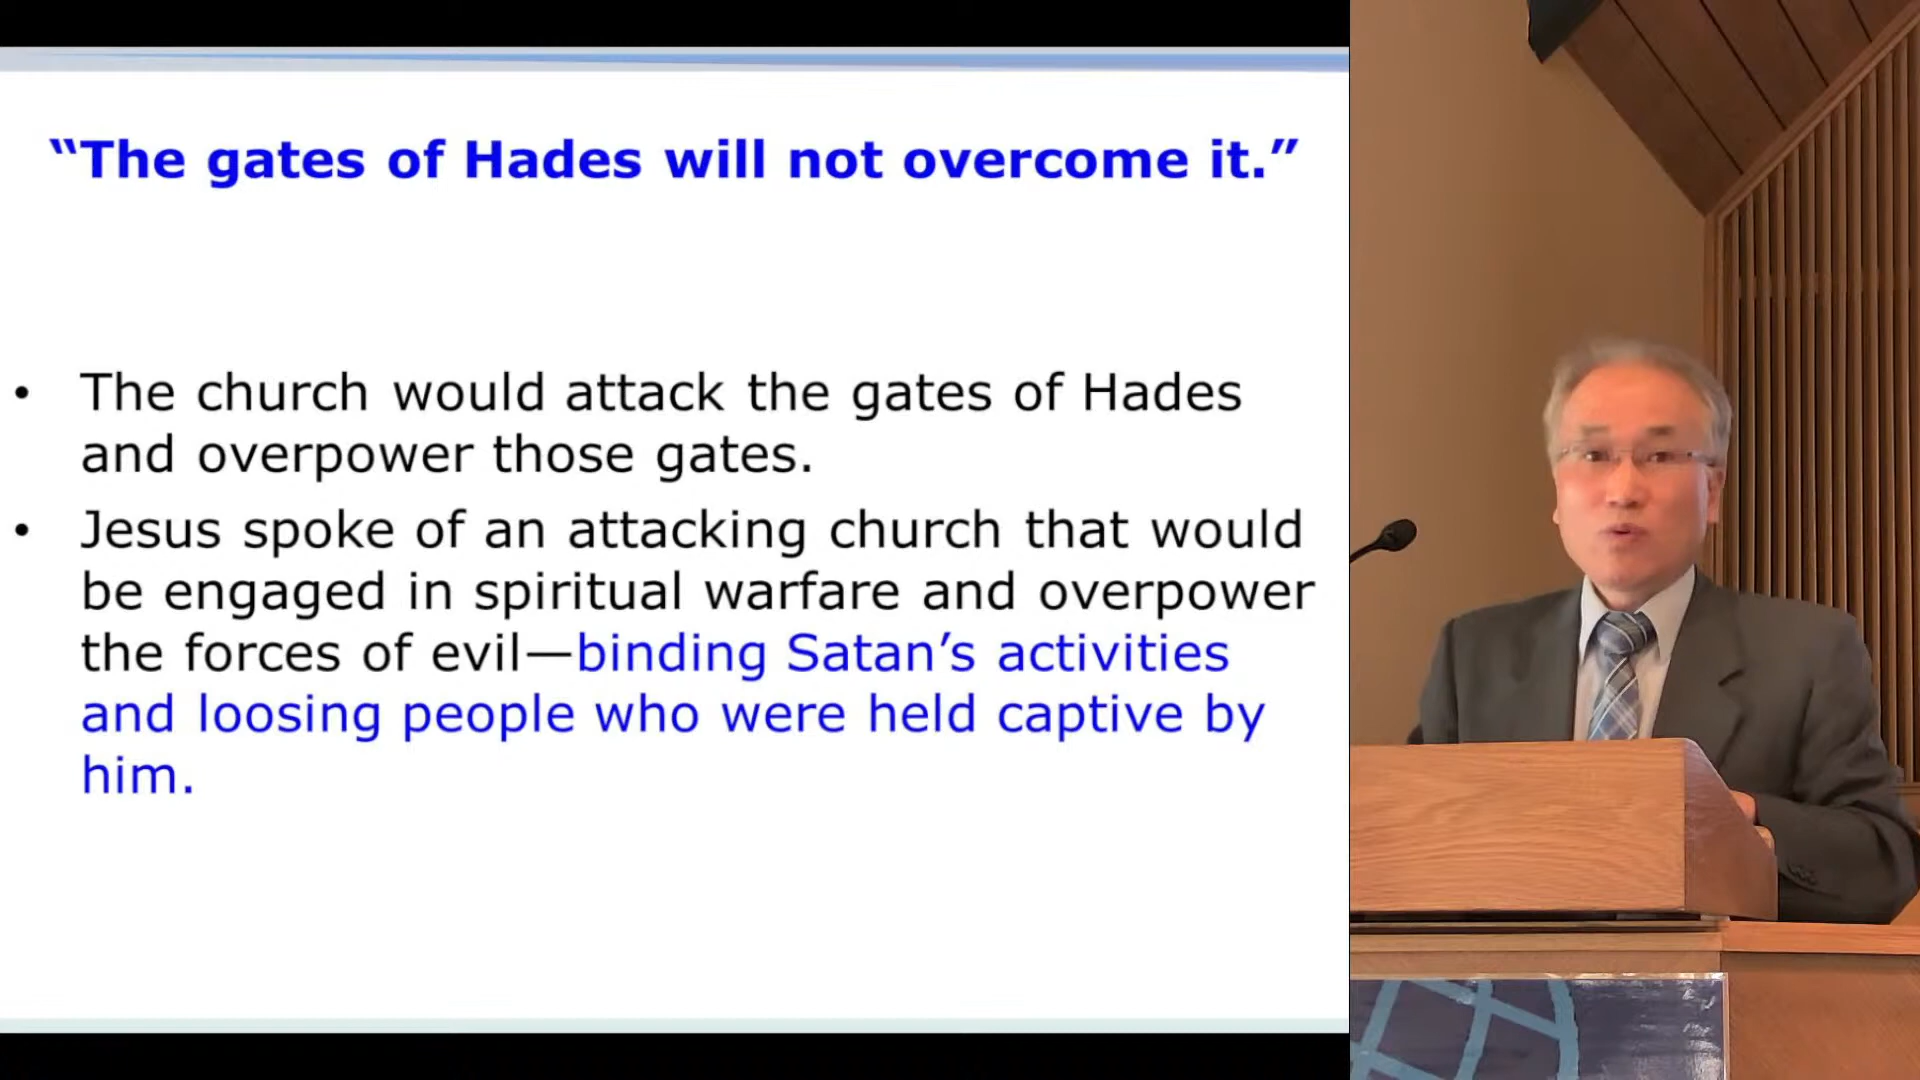 “The gates of Hades will not overcome it.”
• The church would attack the gates of Hades
and overpower those gates.
• Jesus spoke of an attacking church that would
be engaged in spiritual warfare and overpower
the forces of evil—binding Satan’s activities
and loosing people who were held captive by
him.